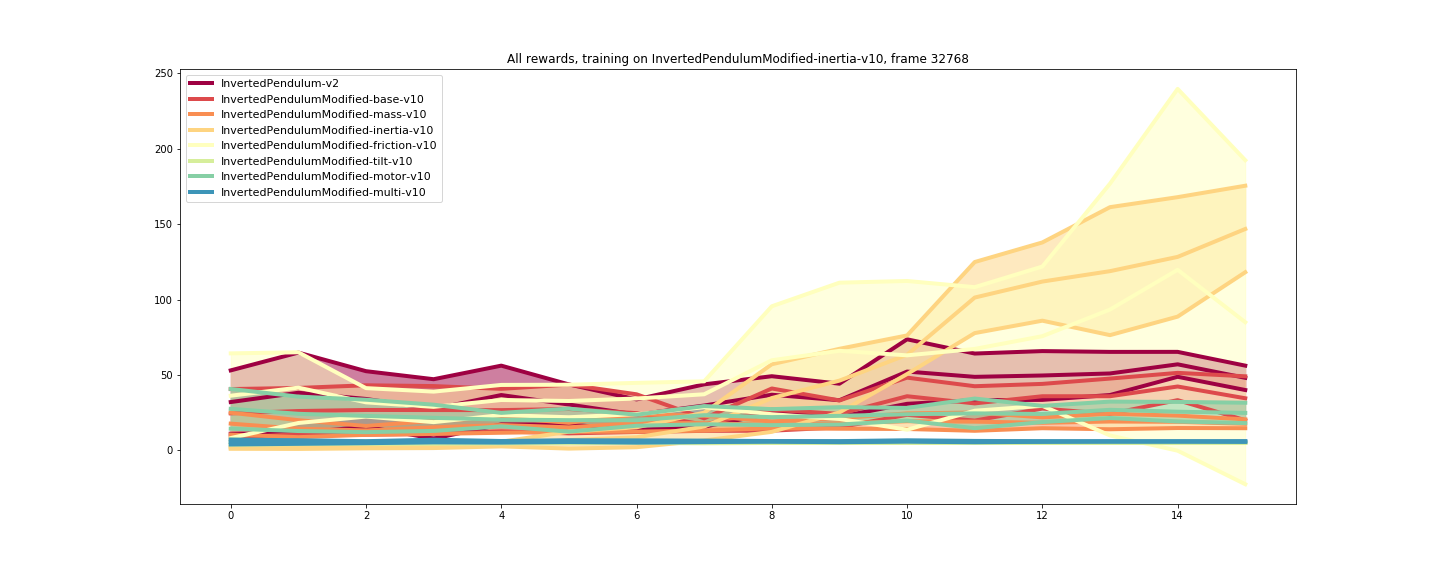 All rewards, training on InvertedPendulumModified-inertia-v10, frame 32768
250
200
150
100
50
0
InvertedPendulum-v2
InvertedPendulumModified-base-v10
InvertedPendulumModified-mass-v10
InvertedPendulumModified-inertia-v10
InvertedPendulumModified-friction-v10
InvertedPendulumModified-tilt-v10
InvertedPendulumModified-motor-v10
InvertedPendulumModified-multi-v10
0 2 4 6 8 10 12 14